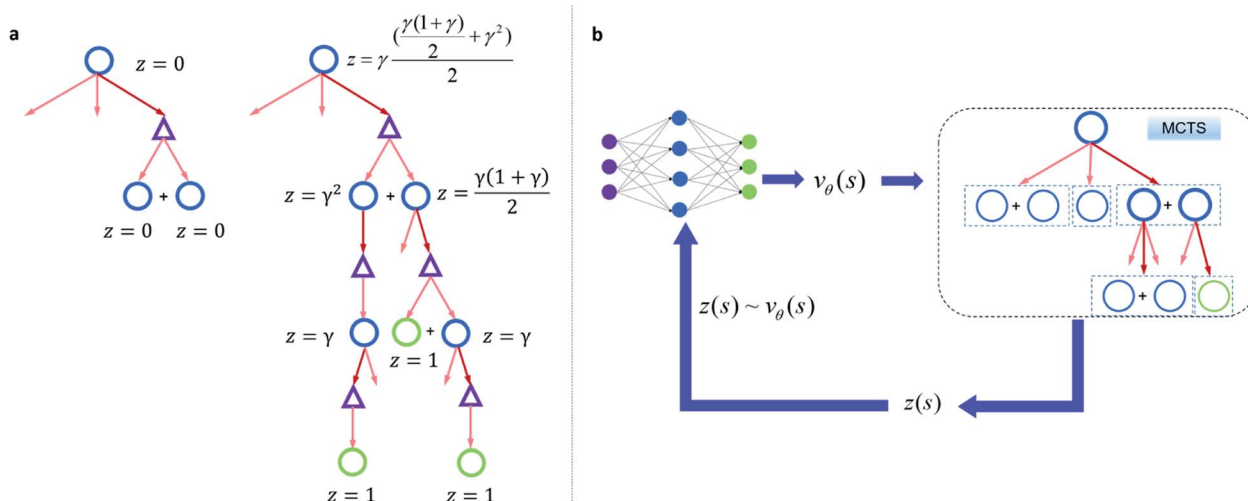 a
z = 0
z = 0 + z = 0
z = γ ((γ(1+γ)/2 + γ²)/2)
z = γ² + z = γ(1 + γ)/2
z = γ
+
z = 1
z = γ
z = 1
z = 1
b
v_θ(s)
MCTS
+
+
+
z(s) ~ v_θ(s)
z(s)